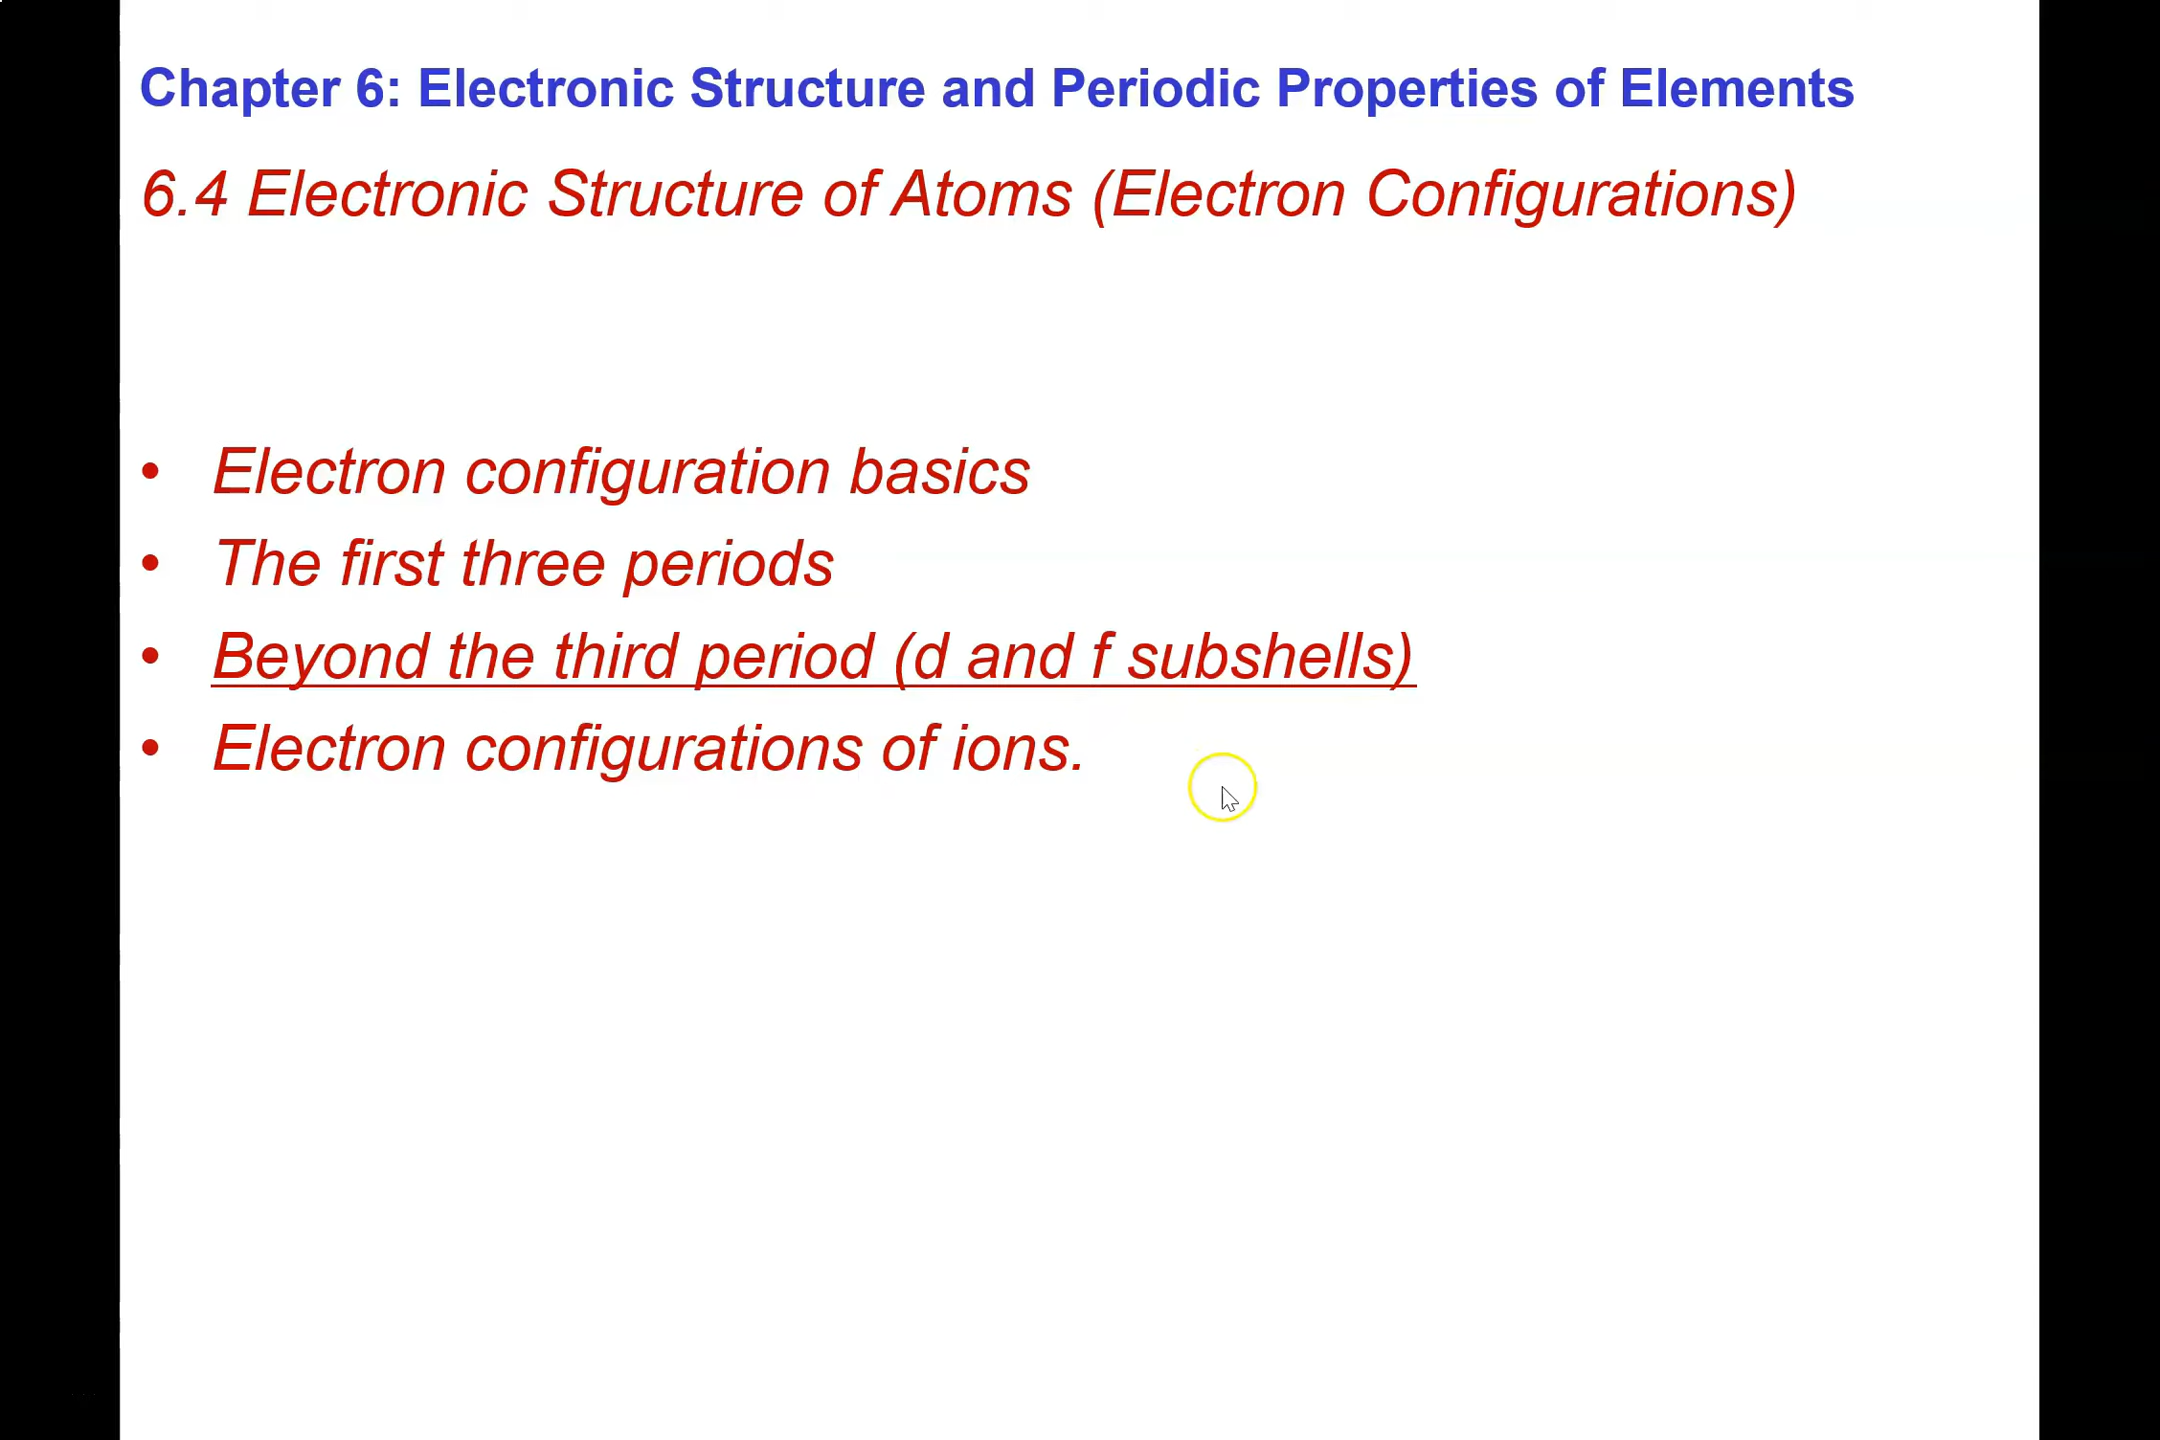 Chapter 6: Electronic Structure and Periodic Properties of Elements
6.4 Electronic Structure of Atoms (Electron Configurations)
• Electron configuration basics
• The first three periods
• Beyond the third period (d and f subshells)
• Electron configurations of ions.